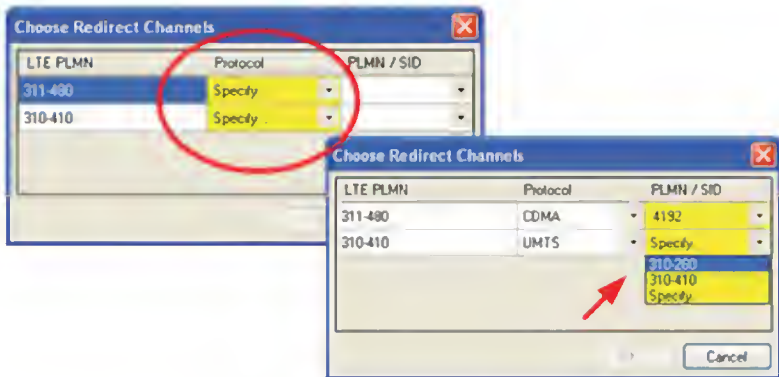 Choose Redirect Channels
LTE PLMN Protocol PLMN / SID
311-480 Specify
310-410 Specify..
Choose Redirect Channels
LTE PLMN Protocol PLMN / SID
311-480 CDMA 4192
310-410 UMTS Specify..
310-260
310-410
Specify..
Cancel